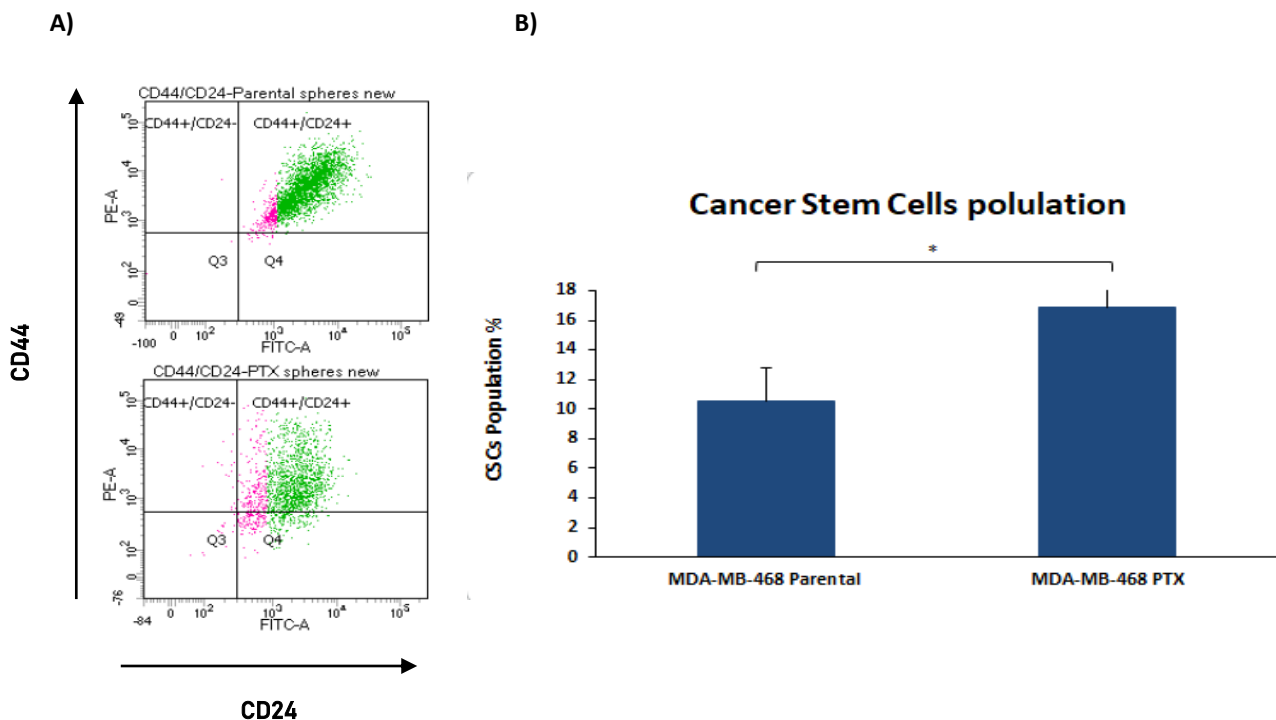 A)
B)
CD44/CD24-Parental spheres new
CD44+/CD24-
CD44+/CD24+
10^5
10^4
10^3
10^2
0
-49
PE-A
Q3
Q4
-100
0
10^2
10^3
10^4
10^5
FITC-A
CD44/CD24-PTX spheres new
CD44+/CD24-
CD44+/CD24+
10^5
10^4
10^3
10^2
0
-76
PE-A
Q3
Q4
-84
0
10^2
10^3
10^4
10^5
FITC-A
CD44
CD24
Cancer Stem Cells polulation
*
CSCs Population %
18
16
14
12
10
8
6
4
2
0
MDA-MB-468 Parental
MDA-MB-468 PTX